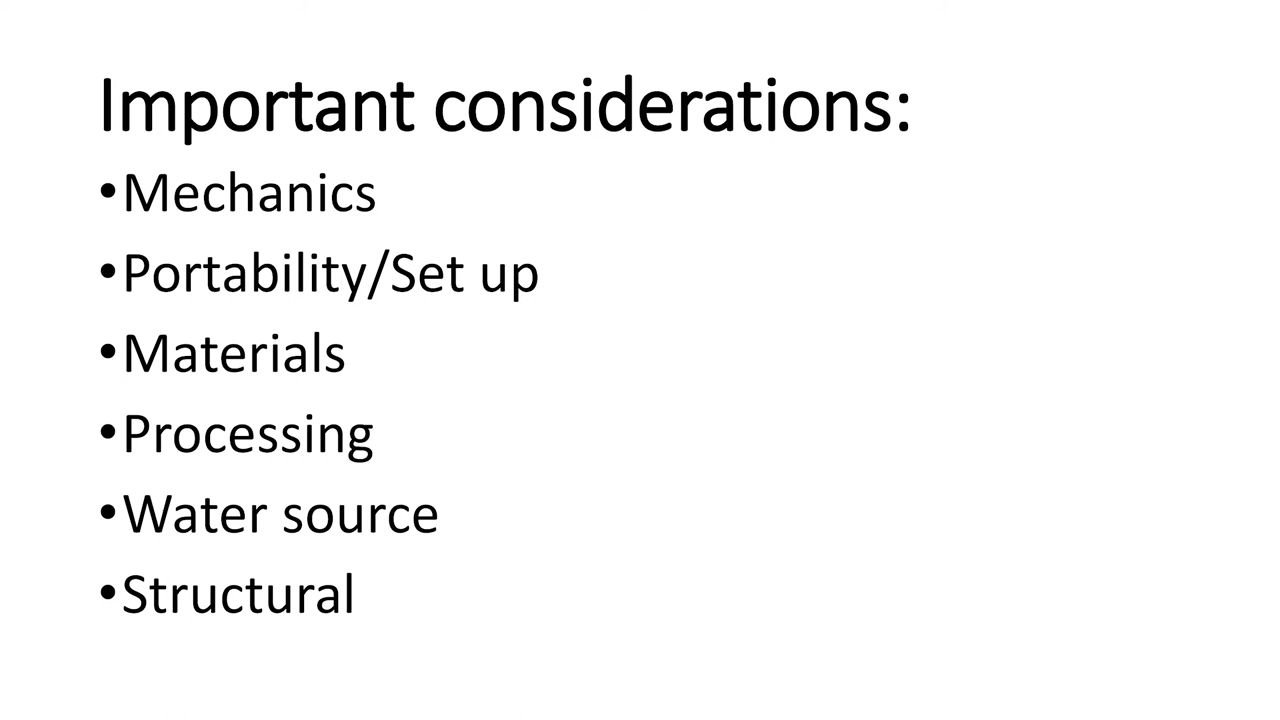 Important considerations:
•Mechanics
•Portability/Set up
•Materials
•Processing
•Water source
•Structural